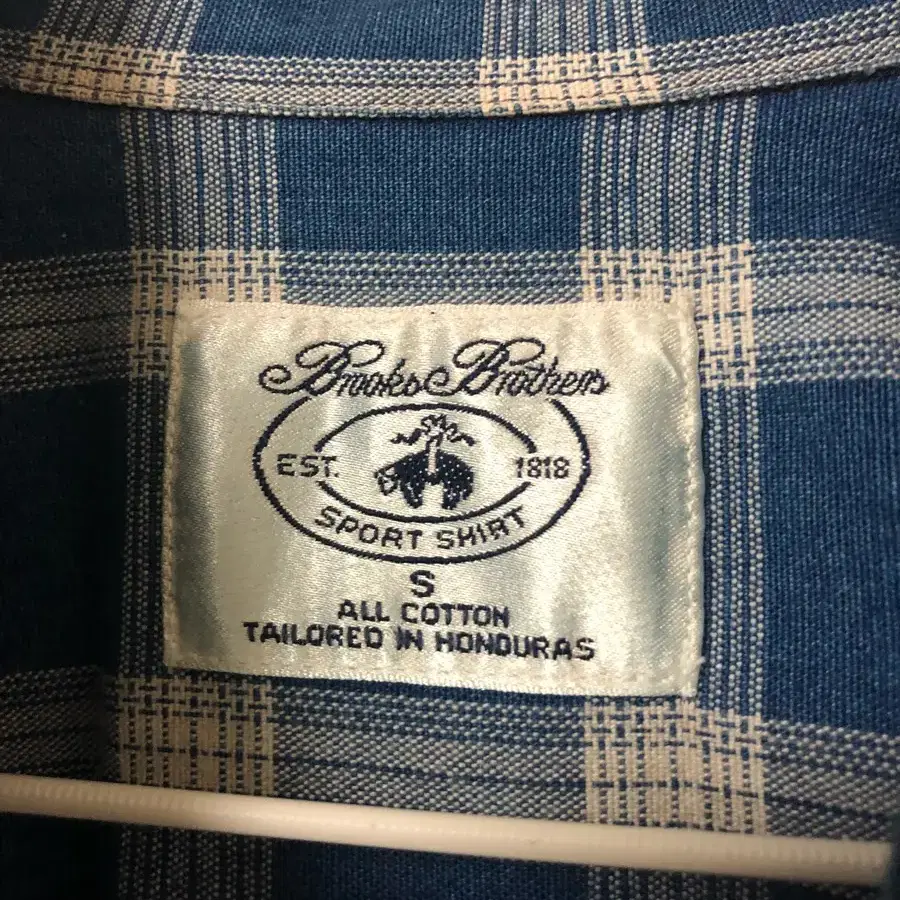 Brooks Brothers
EST. 1818
SPORT SHIRT
S
ALL COTTON
TAILORED IN HONDURAS